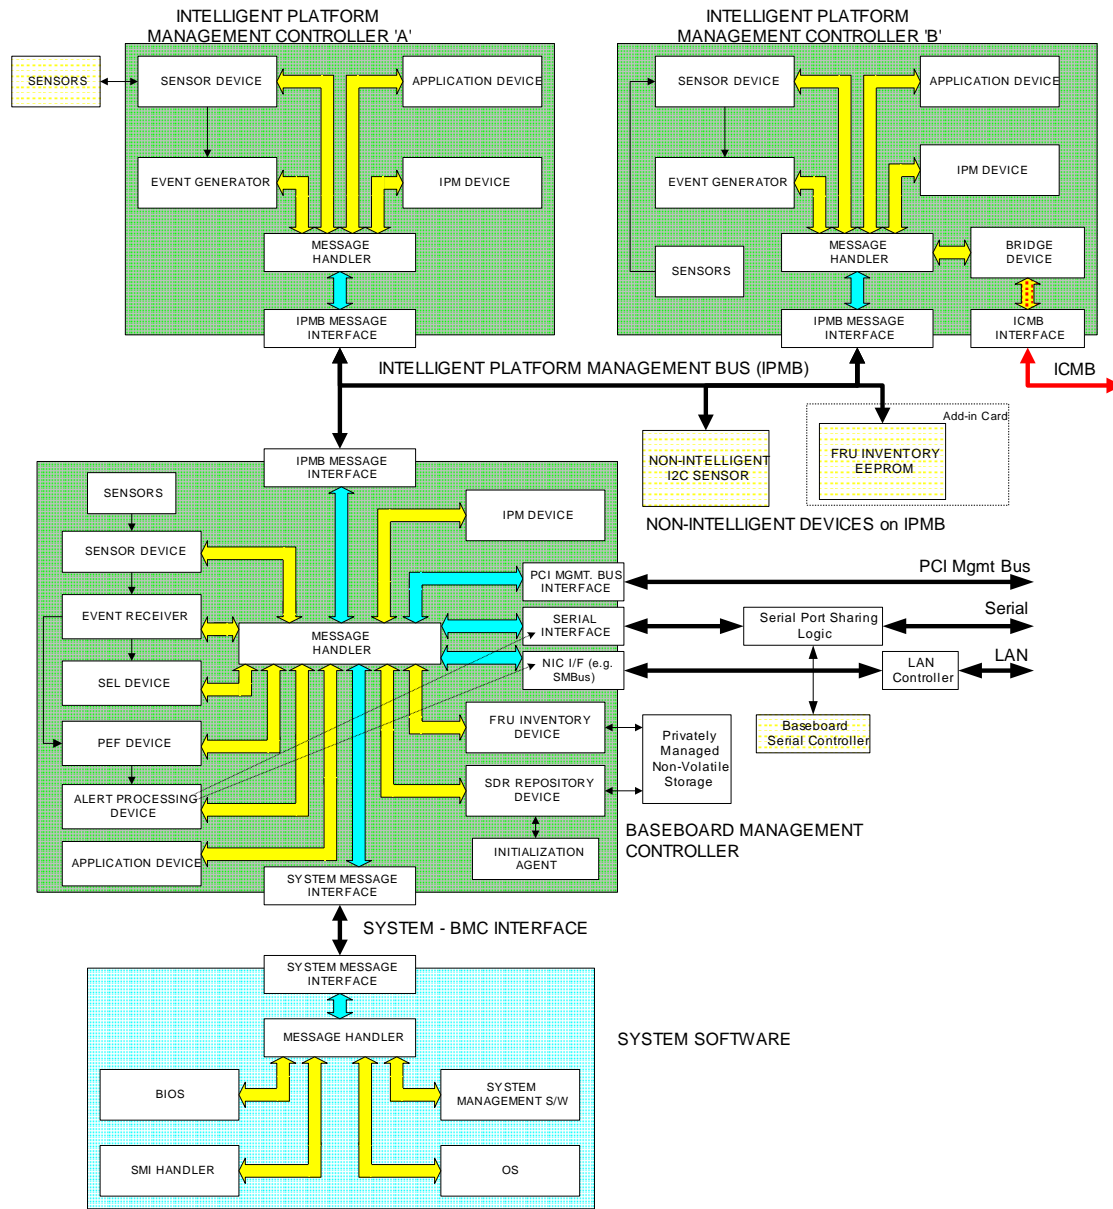 INTELLIGENT PLATFORM
MANAGEMENT CONTROLLER 'A'
SENSORS
SENSOR DEVICE
APPLICATION DEVICE
EVENT GENERATOR
IPM DEVICE
MESSAGE
HANDLER
IPMB MESSAGE
INTERFACE
INTELLIGENT PLATFORM
MANAGEMENT CONTROLLER 'B'
SENSOR DEVICE
APPLICATION DEVICE
EVENT GENERATOR
IPM DEVICE
MESSAGE
HANDLER
BRIDGE
DEVICE
SENSORS
IPMB MESSAGE
INTERFACE
ICMB
INTERFACE
INTELLIGENT PLATFORM MANAGEMENT BUS (IPMB)
ICMB
Add-in Card
NON-INTELLIGENT
I2C SENSOR
FRU INVENTORY
EEPROM
NON-INTELLIGENT DEVICES on IPMB
IPMB MESSAGE
INTERFACE
SENSORS
IPM DEVICE
SENSOR DEVICE
PCI MGMT. BUS
INTERFACE
PCI Mgmt Bus
EVENT RECEIVER
MESSAGE
HANDLER
SERIAL
INTERFACE
Serial Port Sharing
Logic
Serial
NIC I/F (e.g.
SMBus)
LAN
Controller
LAN
SEL DEVICE
FRU INVENTORY
DEVICE
Privately
Managed
Non-Volatile
Storage
Baseboard
Serial Controller
PEF DEVICE
SDR REPOSITORY
DEVICE
ALERT PROCESSING
DEVICE
BASEBOARD MANAGEMENT
CONTROLLER
APPLICATION DEVICE
INITIALIZATION
AGENT
SYSTEM MESSAGE
INTERFACE
SYSTEM - BMC INTERFACE
SYSTEM MESSAGE
INTERFACE
MESSAGE HANDLER
SYSTEM SOFTWARE
BIOS
SYSTEM
MANAGEMENT S/W
SMI HANDLER
OS